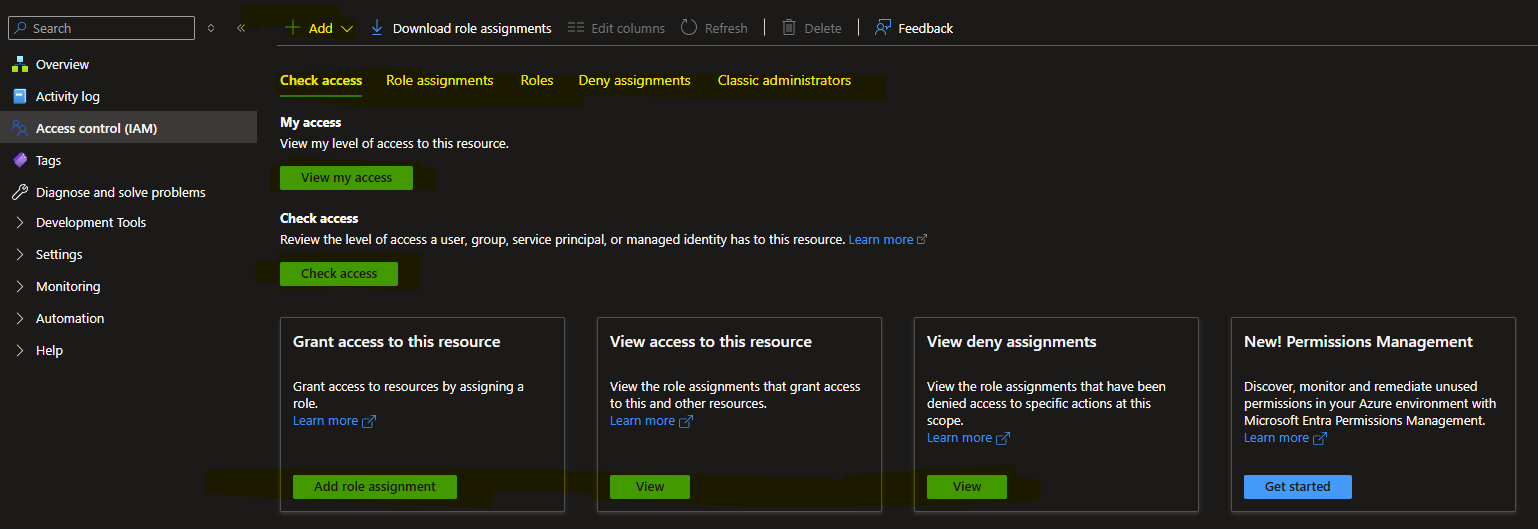 Search
Add
Download role assignments
Edit columns
Refresh
Delete
Feedback
Overview
Activity log
Access control (IAM)
Tags
Diagnose and solve problems
Development Tools
Settings
Monitoring
Automation
Help
Check access
Role assignments
Roles
Deny assignments
Classic administrators
My access
View my level of access to this resource.
View my access
Check access
Review the level of access a user, group, service principal, or managed identity has to this resource. Learn more
Check access
Grant access to this resource
Grant access to resources by assigning a
role.
Learn more
Add role assignment
View access to this resource
View the role assignments that grant access
to this and other resources.
Learn more
View
View deny assignments
View the role assignments that have been
denied access to specific actions at this
scope.
Learn more
View
New! Permissions Management
Discover, monitor and remediate unused
permissions in your Azure environment with
Microsoft Entra Permissions Management.
Learn more
Get started